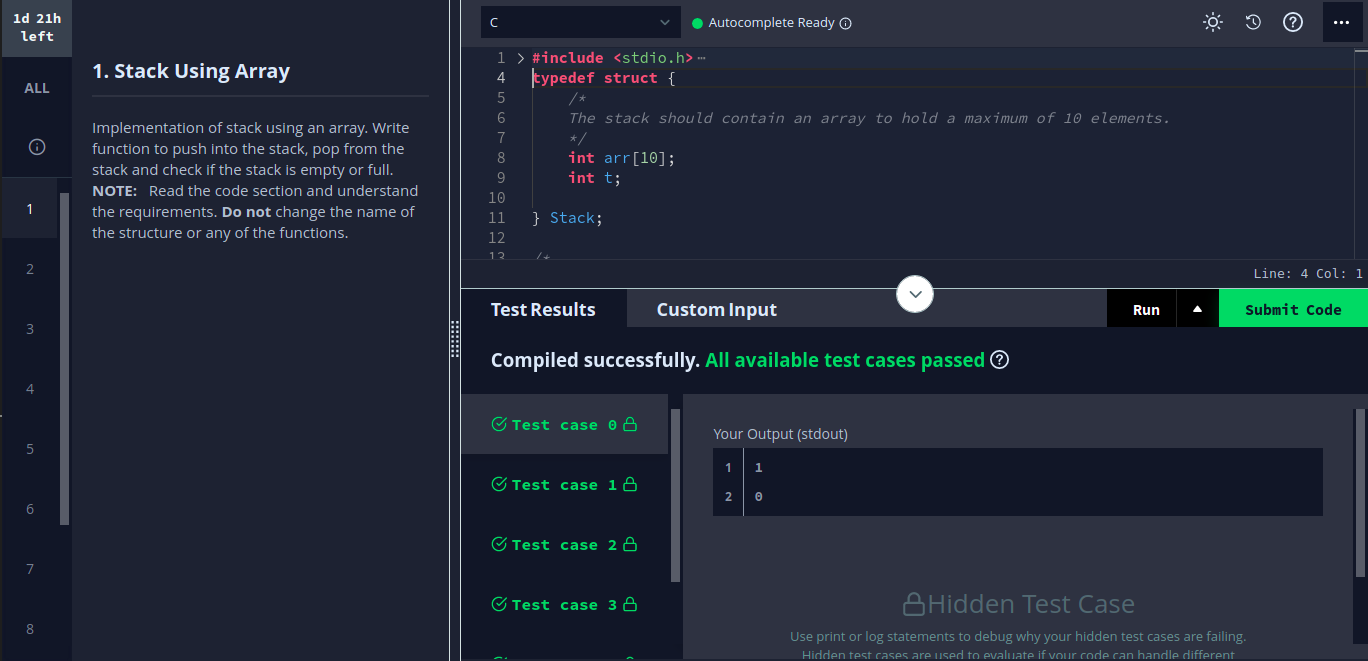 1d 21h
left
ALL
1
2
3
4
5
6
7
8
1. Stack Using Array
Implementation of stack using an array. Write
function to push into the stack, pop from the
stack and check if the stack is empty or full.
NOTE: Read the code section and understand
the requirements. Do not change the name of
the structure or any of the functions.
C
Autocomplete Ready
1 #include <stdio.h>
4 typedef struct {
5 /*
6 The stack should contain an array to hold a maximum of 10 elements.
7 */
8 int arr[10];
9 int t;
10
11 } Stack;
12
13 /*
Line: 4 Col: 1
Test Results Custom Input Run Submit Code
Compiled successfully. All available test cases passed
Test case 0
Test case 1
Test case 2
Test case 3
Your Output (stdout)
1 1
2 0
Hidden Test Case
Use print or log statements to debug why your hidden test cases are failing.
Hidden test cases are used to evaluate if your code can handle different